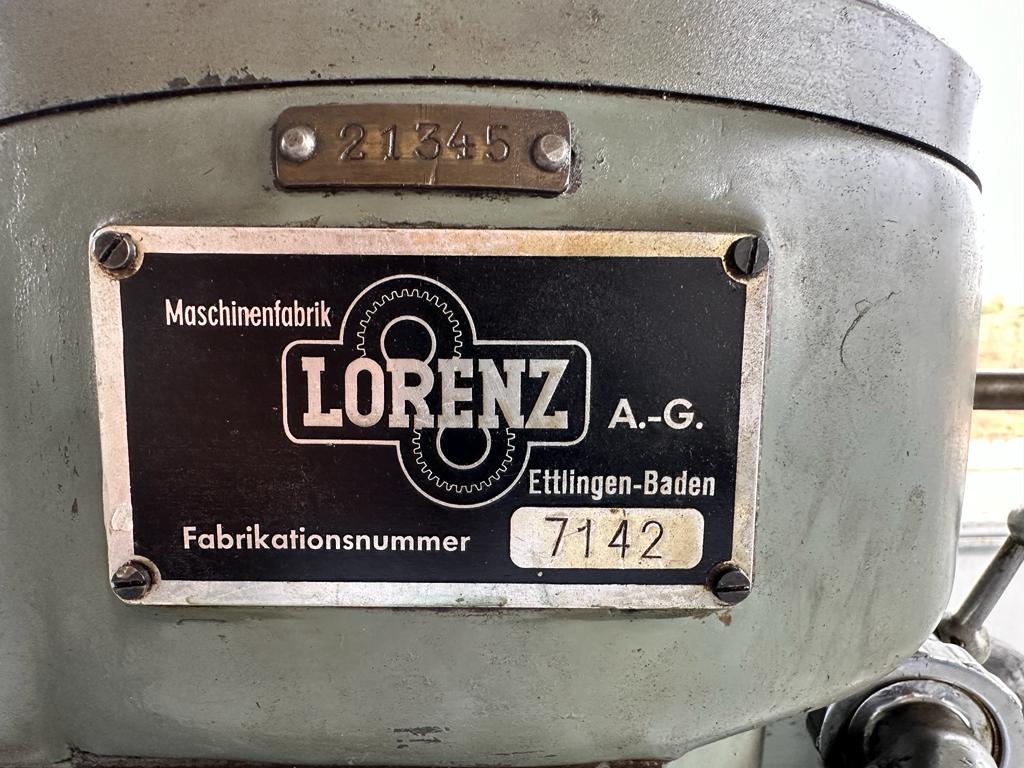 21345
Maschinenfabrik
LORENZ
A.-G.
Ettlingen-Baden
Fabrikationsnummer 7142